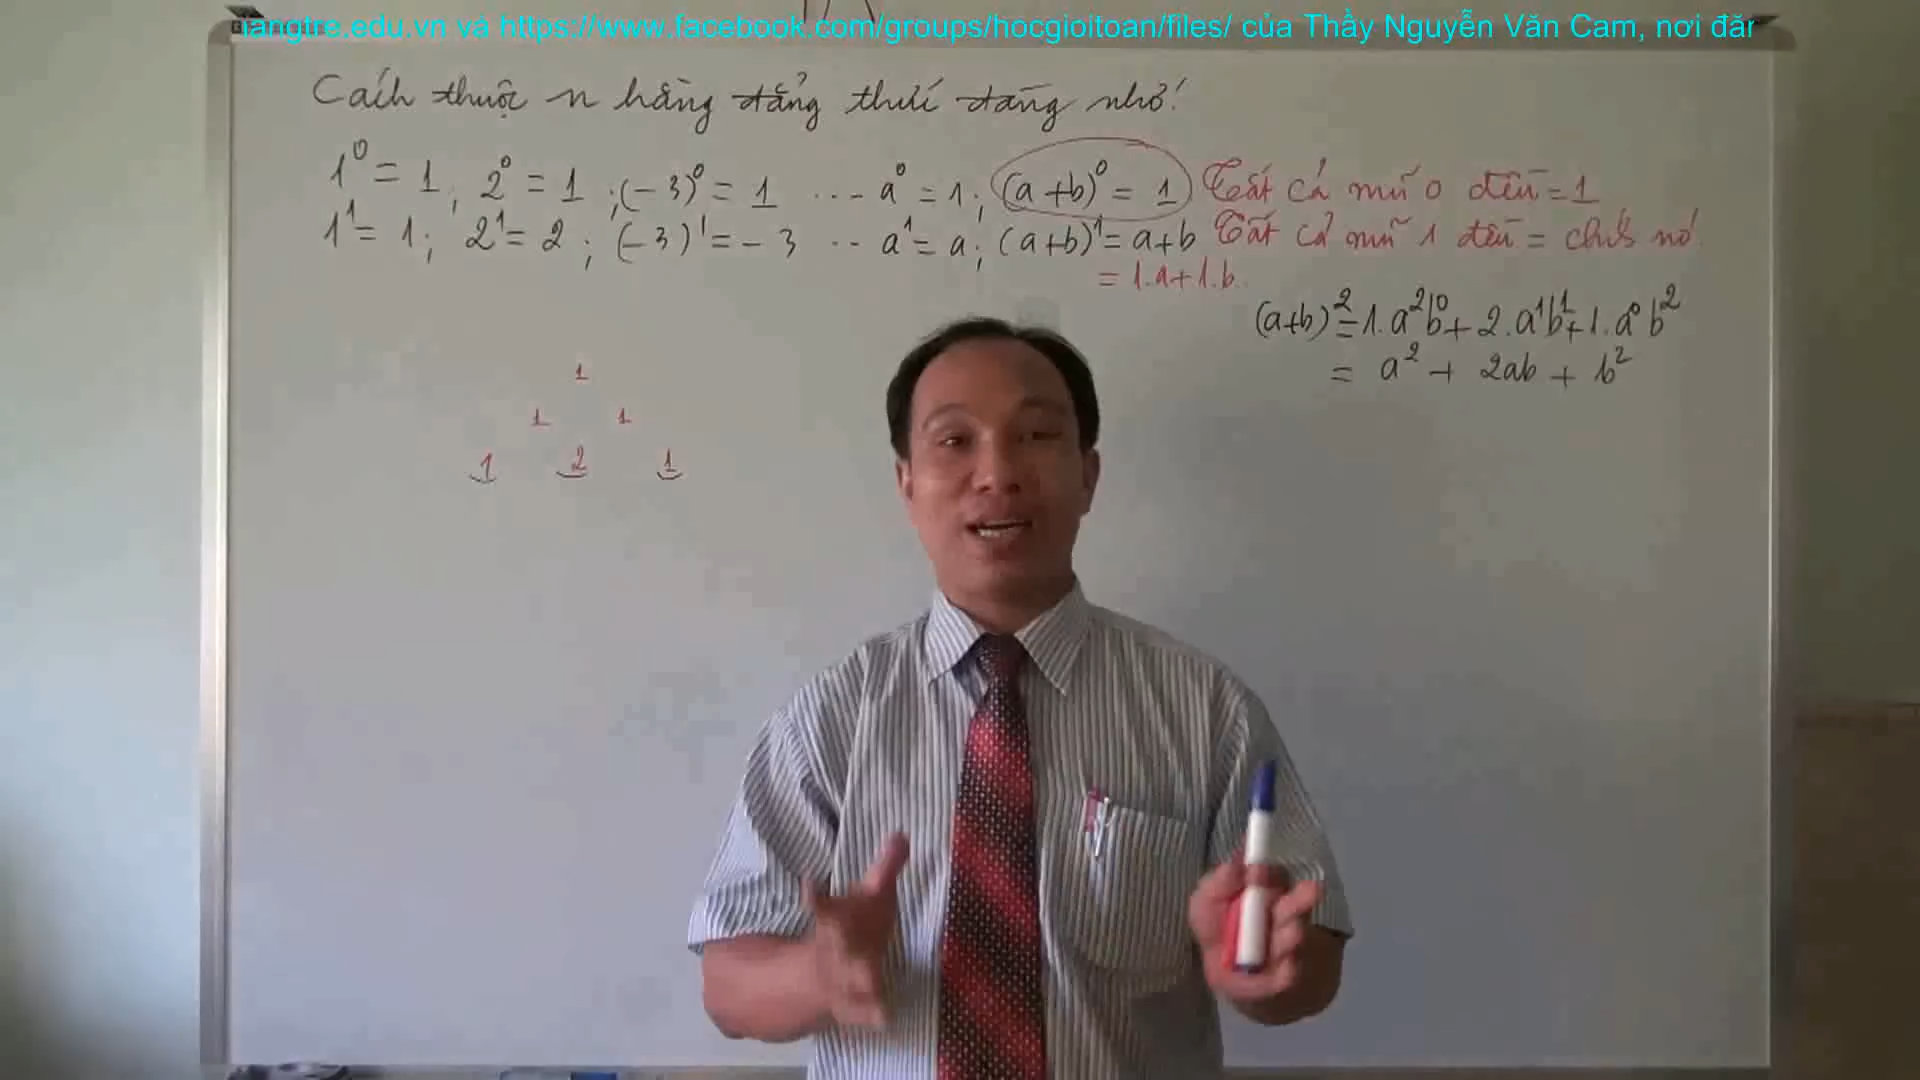 nangtre.edu.vn và https://www.facebook.com/groups/hocgioitoan/files/ của Thầy Nguyễn Văn Cam, nơi đăn
Cách thuộc n hằng đẳng thức đáng nhớ!
1⁰ = 1; 2⁰ = 1; (-3)⁰ = 1 ... a⁰ = 1; (a+b)⁰ = 1 Tất cả mũ 0 đều = 1
1¹ = 1; 2¹ = 2; (-3)¹ = -3 ... a¹ = a; (a+b)¹ = a+b Tất cả mũ 1 đều = chính nó
= 1.a+1.b
(a+b)² = 1.a²b⁰ + 2.a¹b¹ + 1.a⁰b²
= a² + 2ab + b²
1
1 1
1 2 1